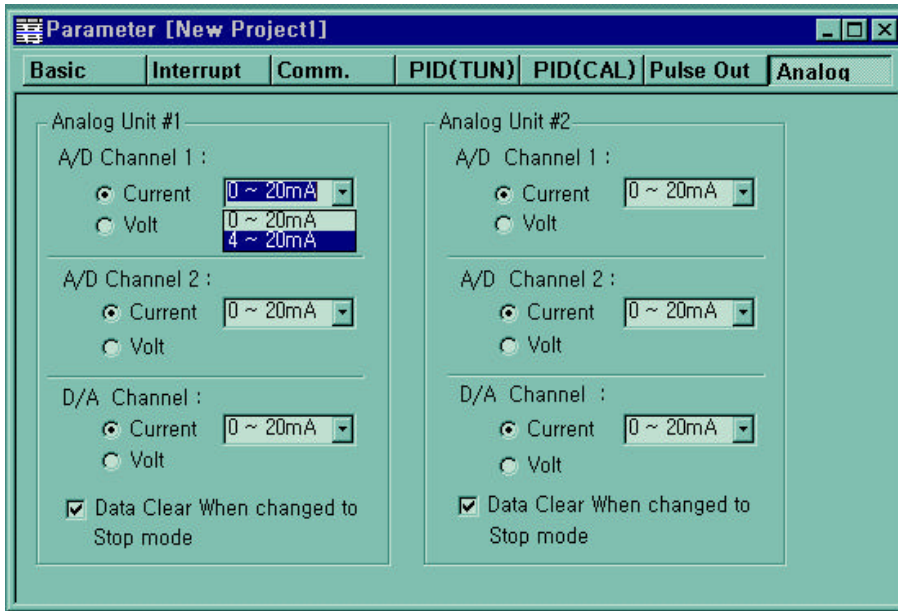 Parameter [New Project1]
Basic Interrupt Comm. PID(TUN) PID(CAL) Pulse Out Analog
Analog Unit #1
A/D Channel 1 :
Current 0 ~ 20mA
0 ~ 20mA
Volt
4 ~ 20mA
A/D Channel 2 :
Current 0 ~ 20mA
Volt
D/A Channel :
Current 0 ~ 20mA
Volt
Data Clear When changed to
Stop mode
Analog Unit #2
A/D Channel 1 :
Current 0 ~ 20mA
Volt
A/D Channel 2 :
Current 0 ~ 20mA
Volt
D/A Channel :
Current 0 ~ 20mA
Volt
Data Clear When changed to
Stop mode